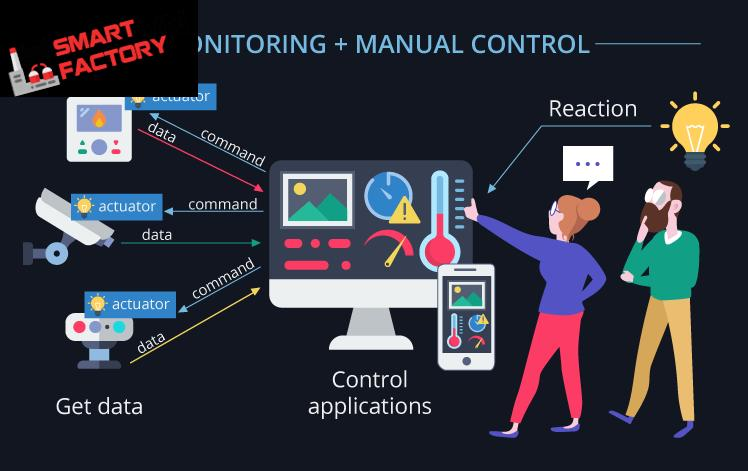 SMART
FACTORY
ONITORING + MANUAL CONTROL
actuator
data
command
Reaction
actuator
command
data
actuator
command
data
Get data
Control
applications